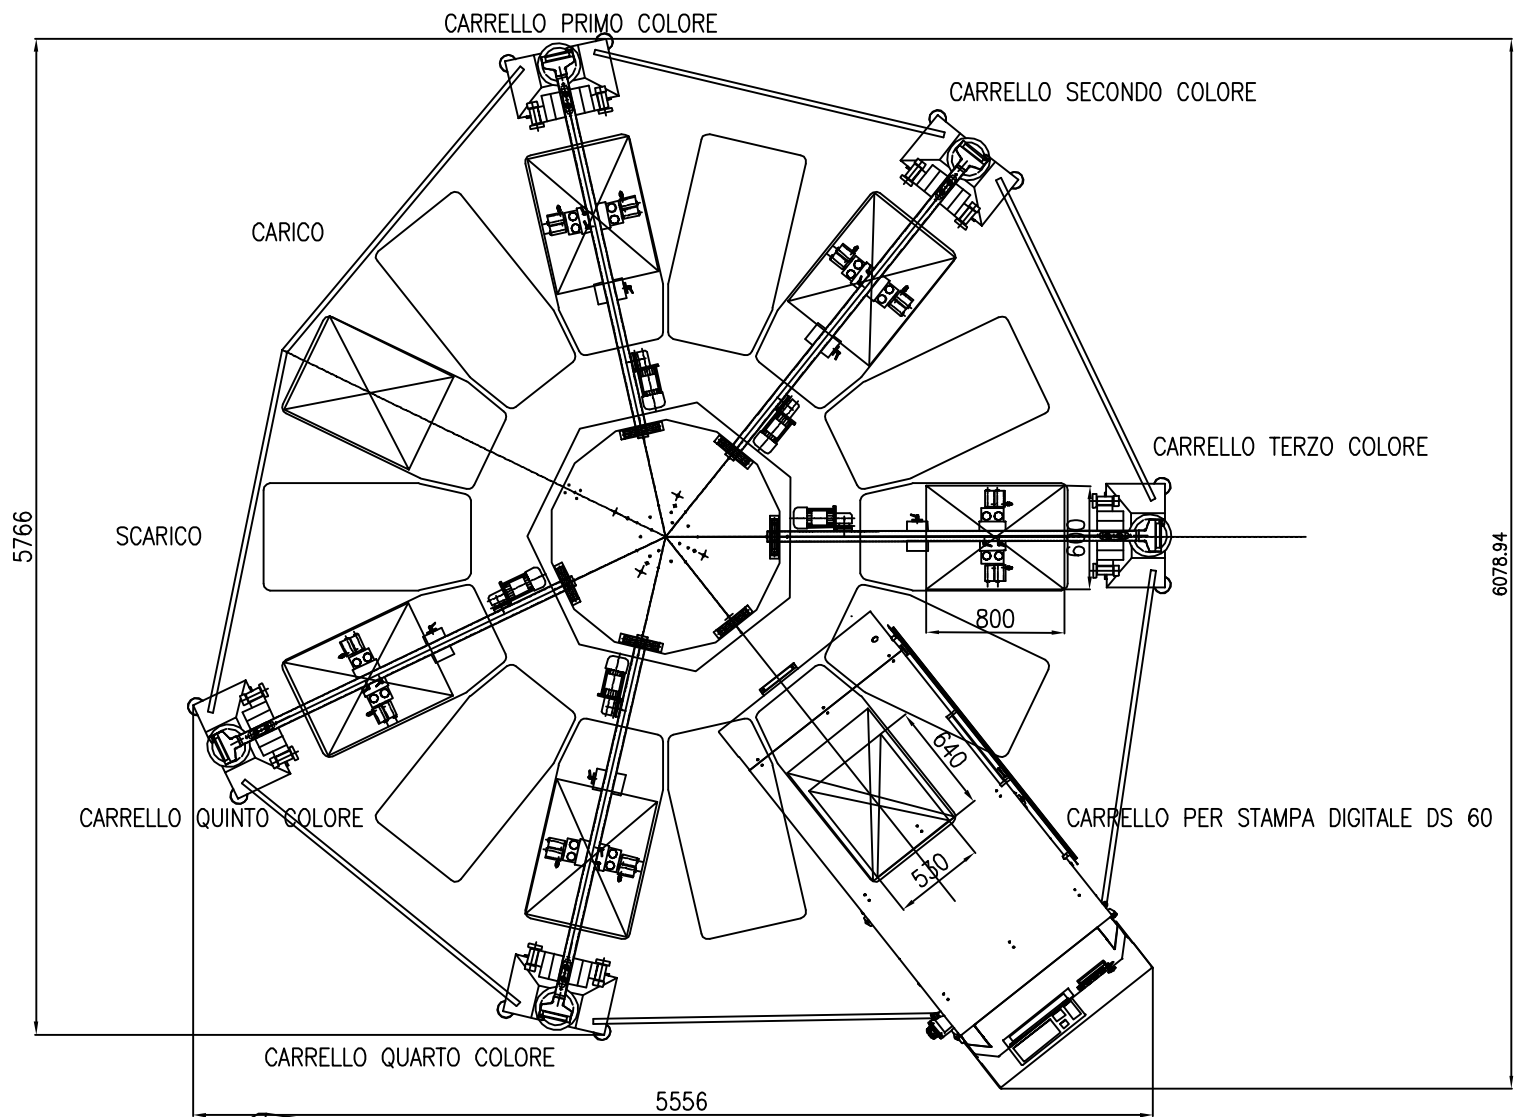 CARRELLO PRIMO COLORE
CARRELLO SECONDO COLORE
CARICO
CARRELLO TERZO COLORE
5766
SCARICO
600
6078.94
800
640
CARRELLO QUINTO COLORE
CARRELLO PER STAMPA DIGITALE DS 60
530
CARRELLO QUARTO COLORE
5556